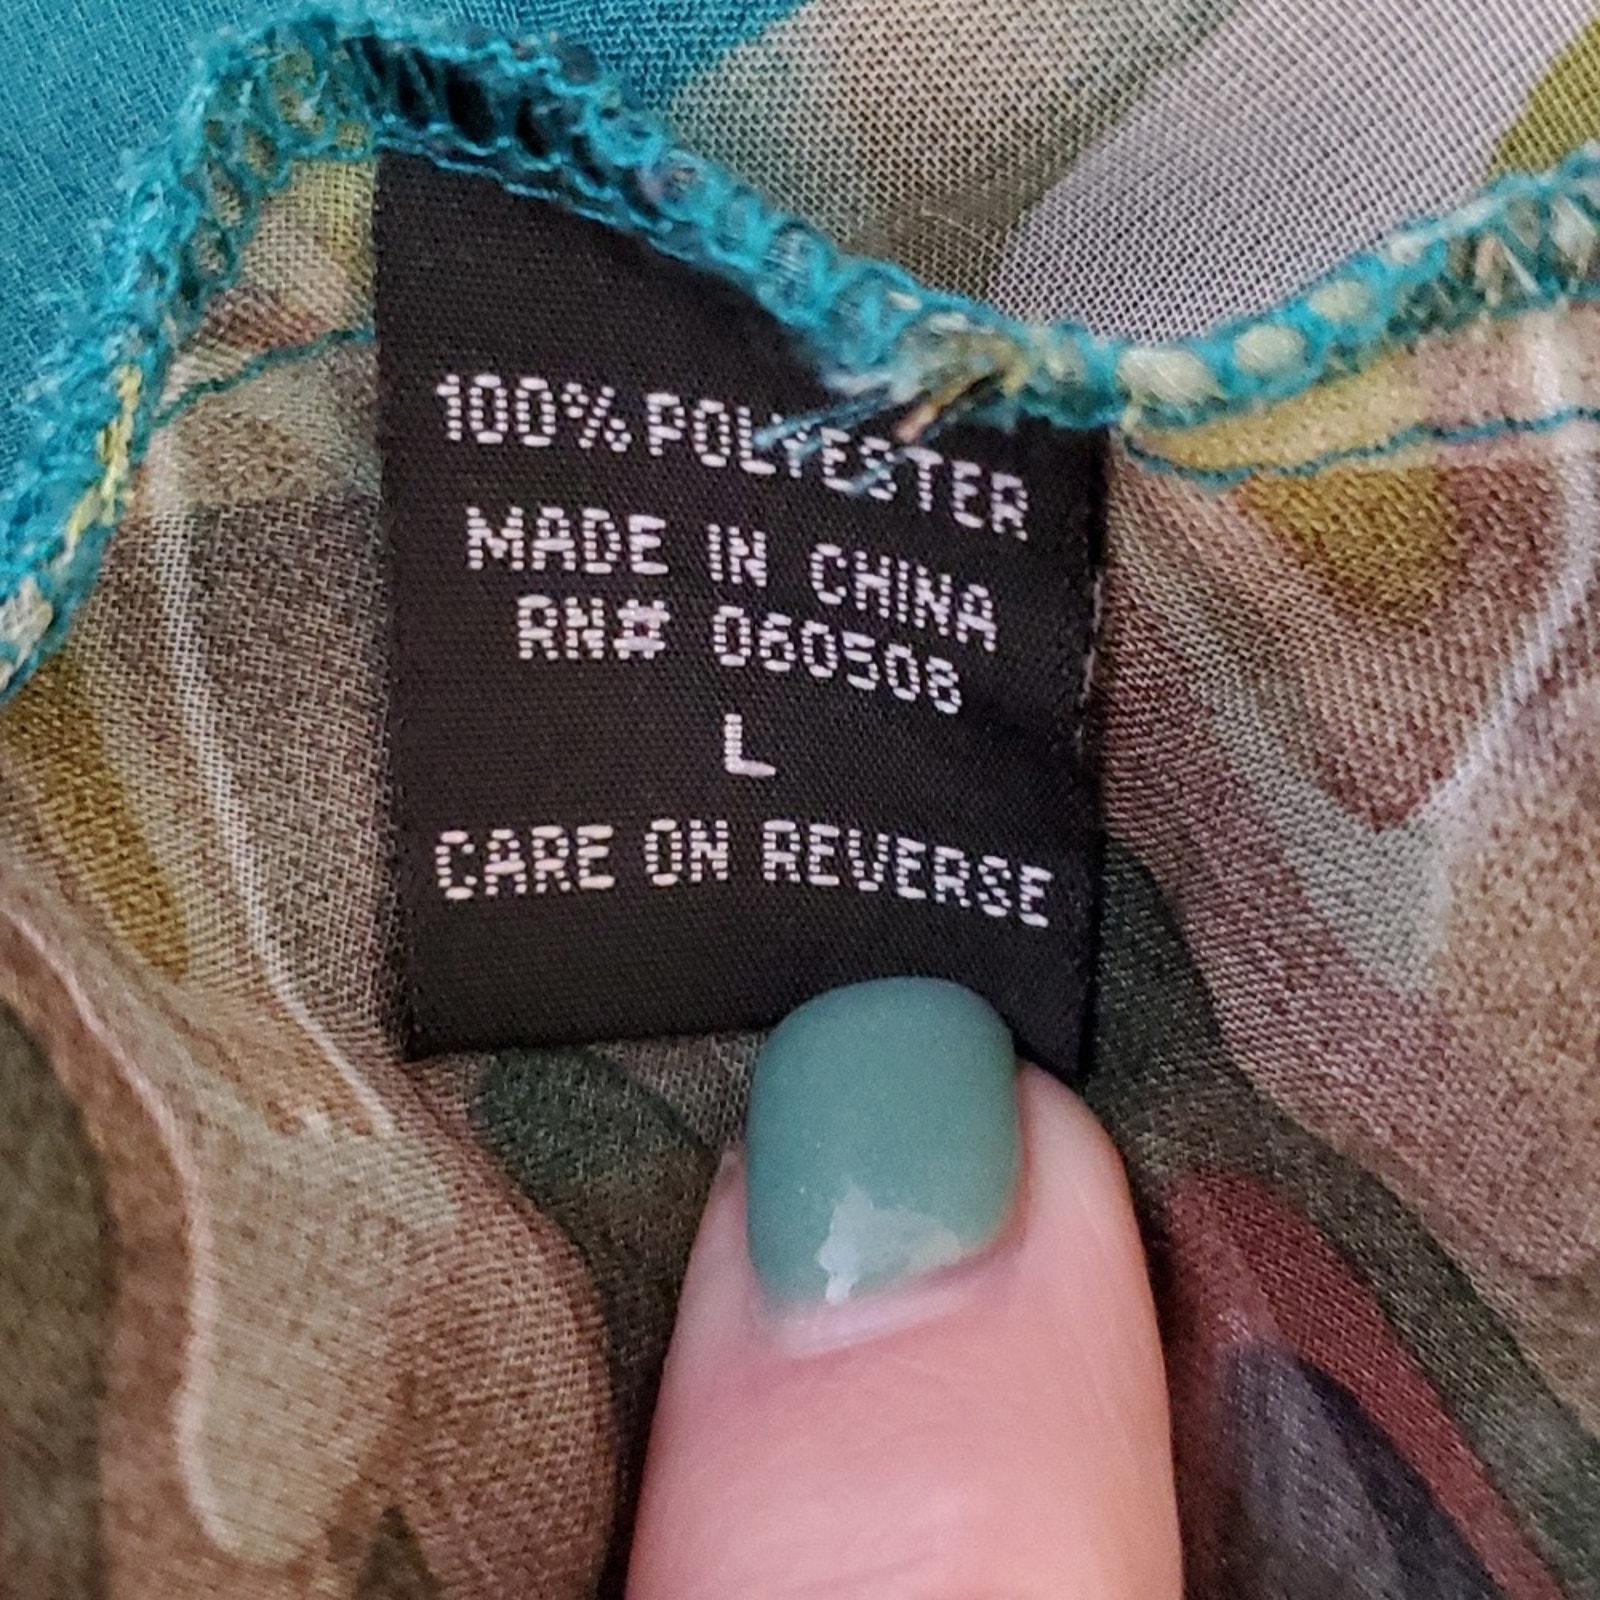 100% POLYESTER
MADE IN CHINA
RN# 060508
L
CARE ON REVERSE